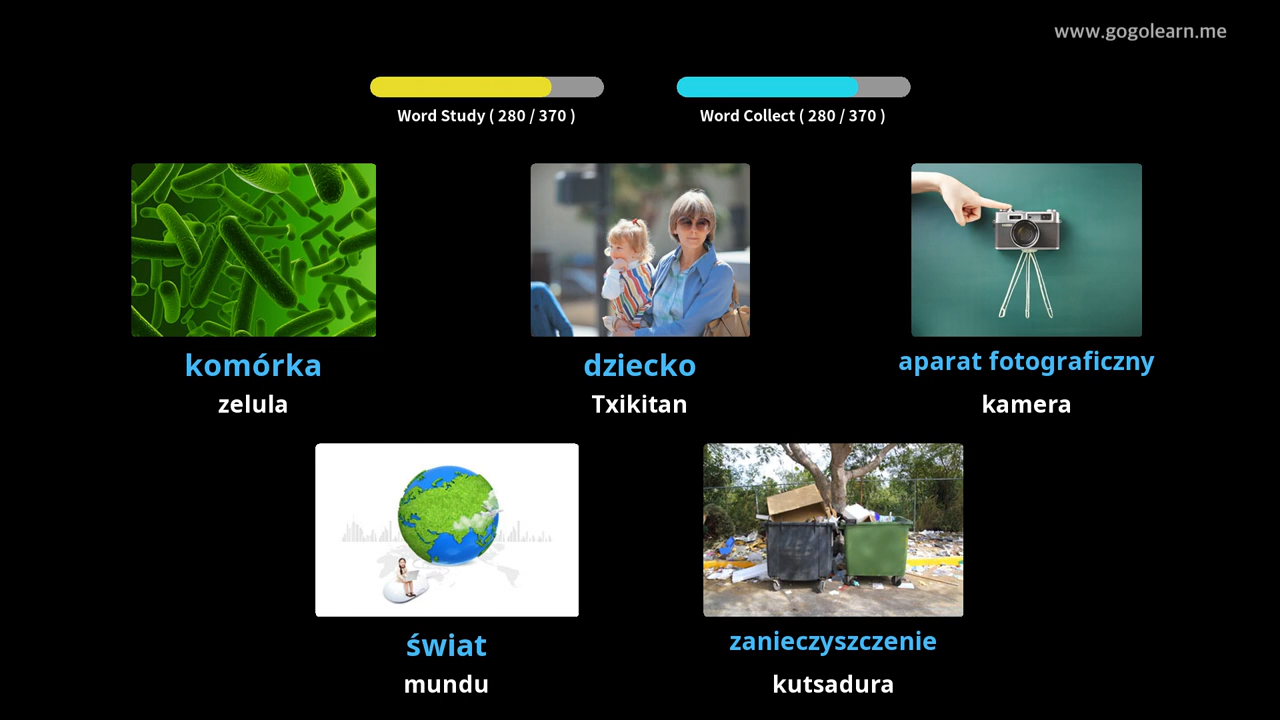 www.gogolearn.me
Word Study ( 280 / 370 )
Word Collect ( 280 / 370 )
komórka
zelula
dziecko
Txikitan
aparat fotograficzny
kamera
świat
mundu
zanieczyszczenie
kutsadura